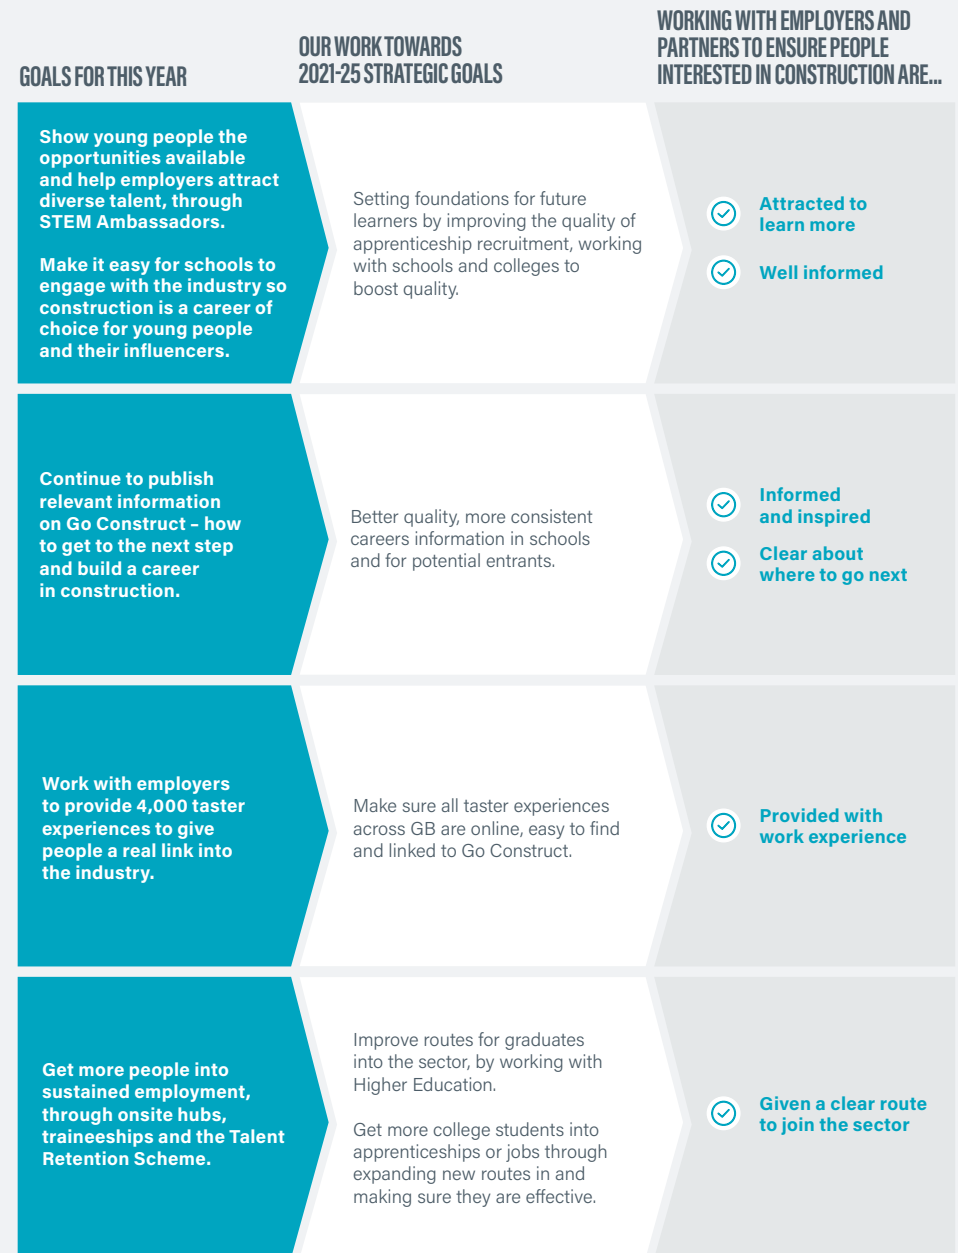 GOALS FOR THIS YEAR
OUR WORK TOWARDS
2021-25 STRATEGIC GOALS
WORKING WITH EMPLOYERS AND
PARTNERS TO ENSURE PEOPLE
INTERESTED IN CONSTRUCTION ARE...
Show young people the
opportunities available
and help employers attract
diverse talent, through
STEM Ambassadors.
Make it easy for schools to
engage with the industry so
construction is a career of
choice for young people
and their influencers.
Setting foundations for future
learners by improving the quality of
apprenticeship recruitment, working
with schools and colleges to
boost quality.
Attracted to
learn more
Well informed
Continue to publish
relevant information
on Go Construct – how
to get to the next step
and build a career
in construction.
Better quality, more consistent
careers information in schools
and for potential entrants.
Informed
and inspired
Clear about
where to go next
Work with employers
to provide 4,000 taster
experiences to give
people a real link into
the industry.
Make sure all taster experiences
across GB are online, easy to find
and linked to Go Construct.
Provided with
work experience
Get more people into
sustained employment,
through onsite hubs,
traineeships and the Talent
Retention Scheme.
Improve routes for graduates
into the sector, by working with
Higher Education.
Get more college students into
apprenticeships or jobs through
expanding new routes in and
making sure they are effective.
Given a clear route
to join the sector